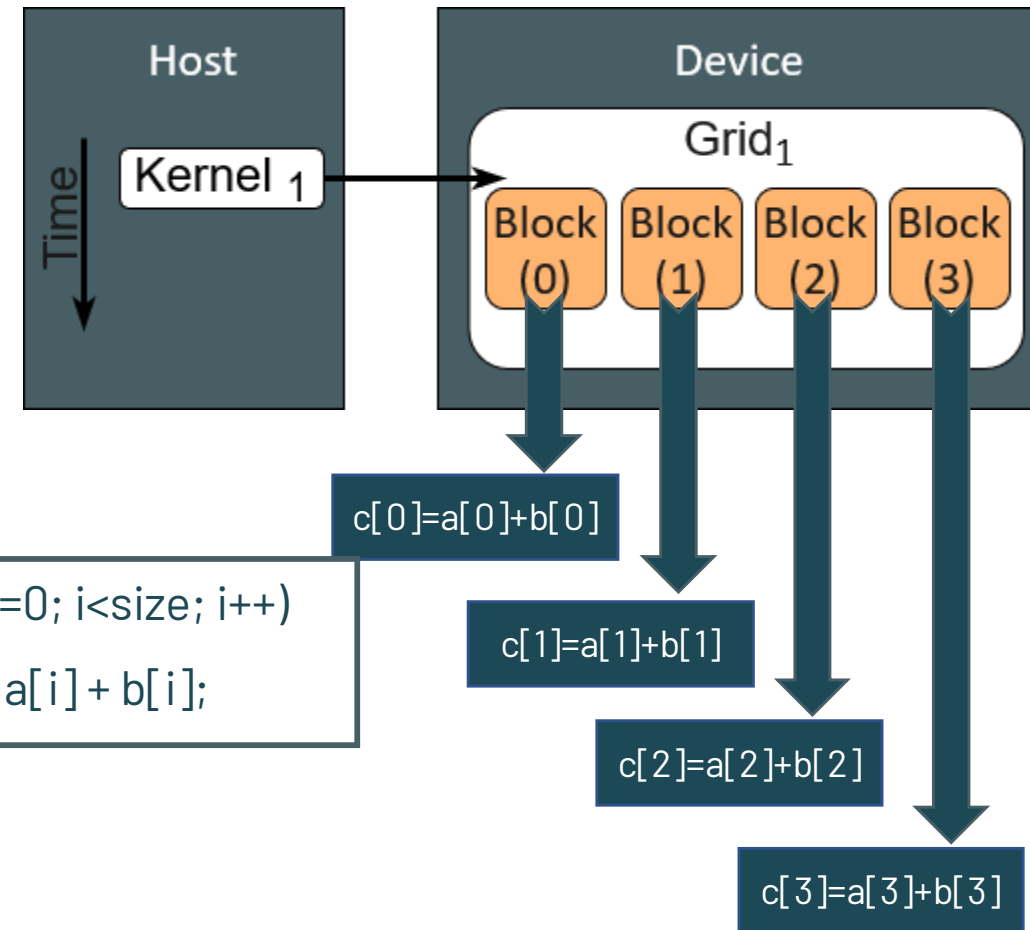 Host
Device
Time
Kernel 1
Grid1
Block
(0)
Block
(1)
Block
(2)
Block
(3)
c[0]=a[0]+b[0]
=0; i<size; i++)
a[i] + b[i];
c[1]=a[1]+b[1]
c[2]=a[2]+b[2]
c[3]=a[3]+b[3]